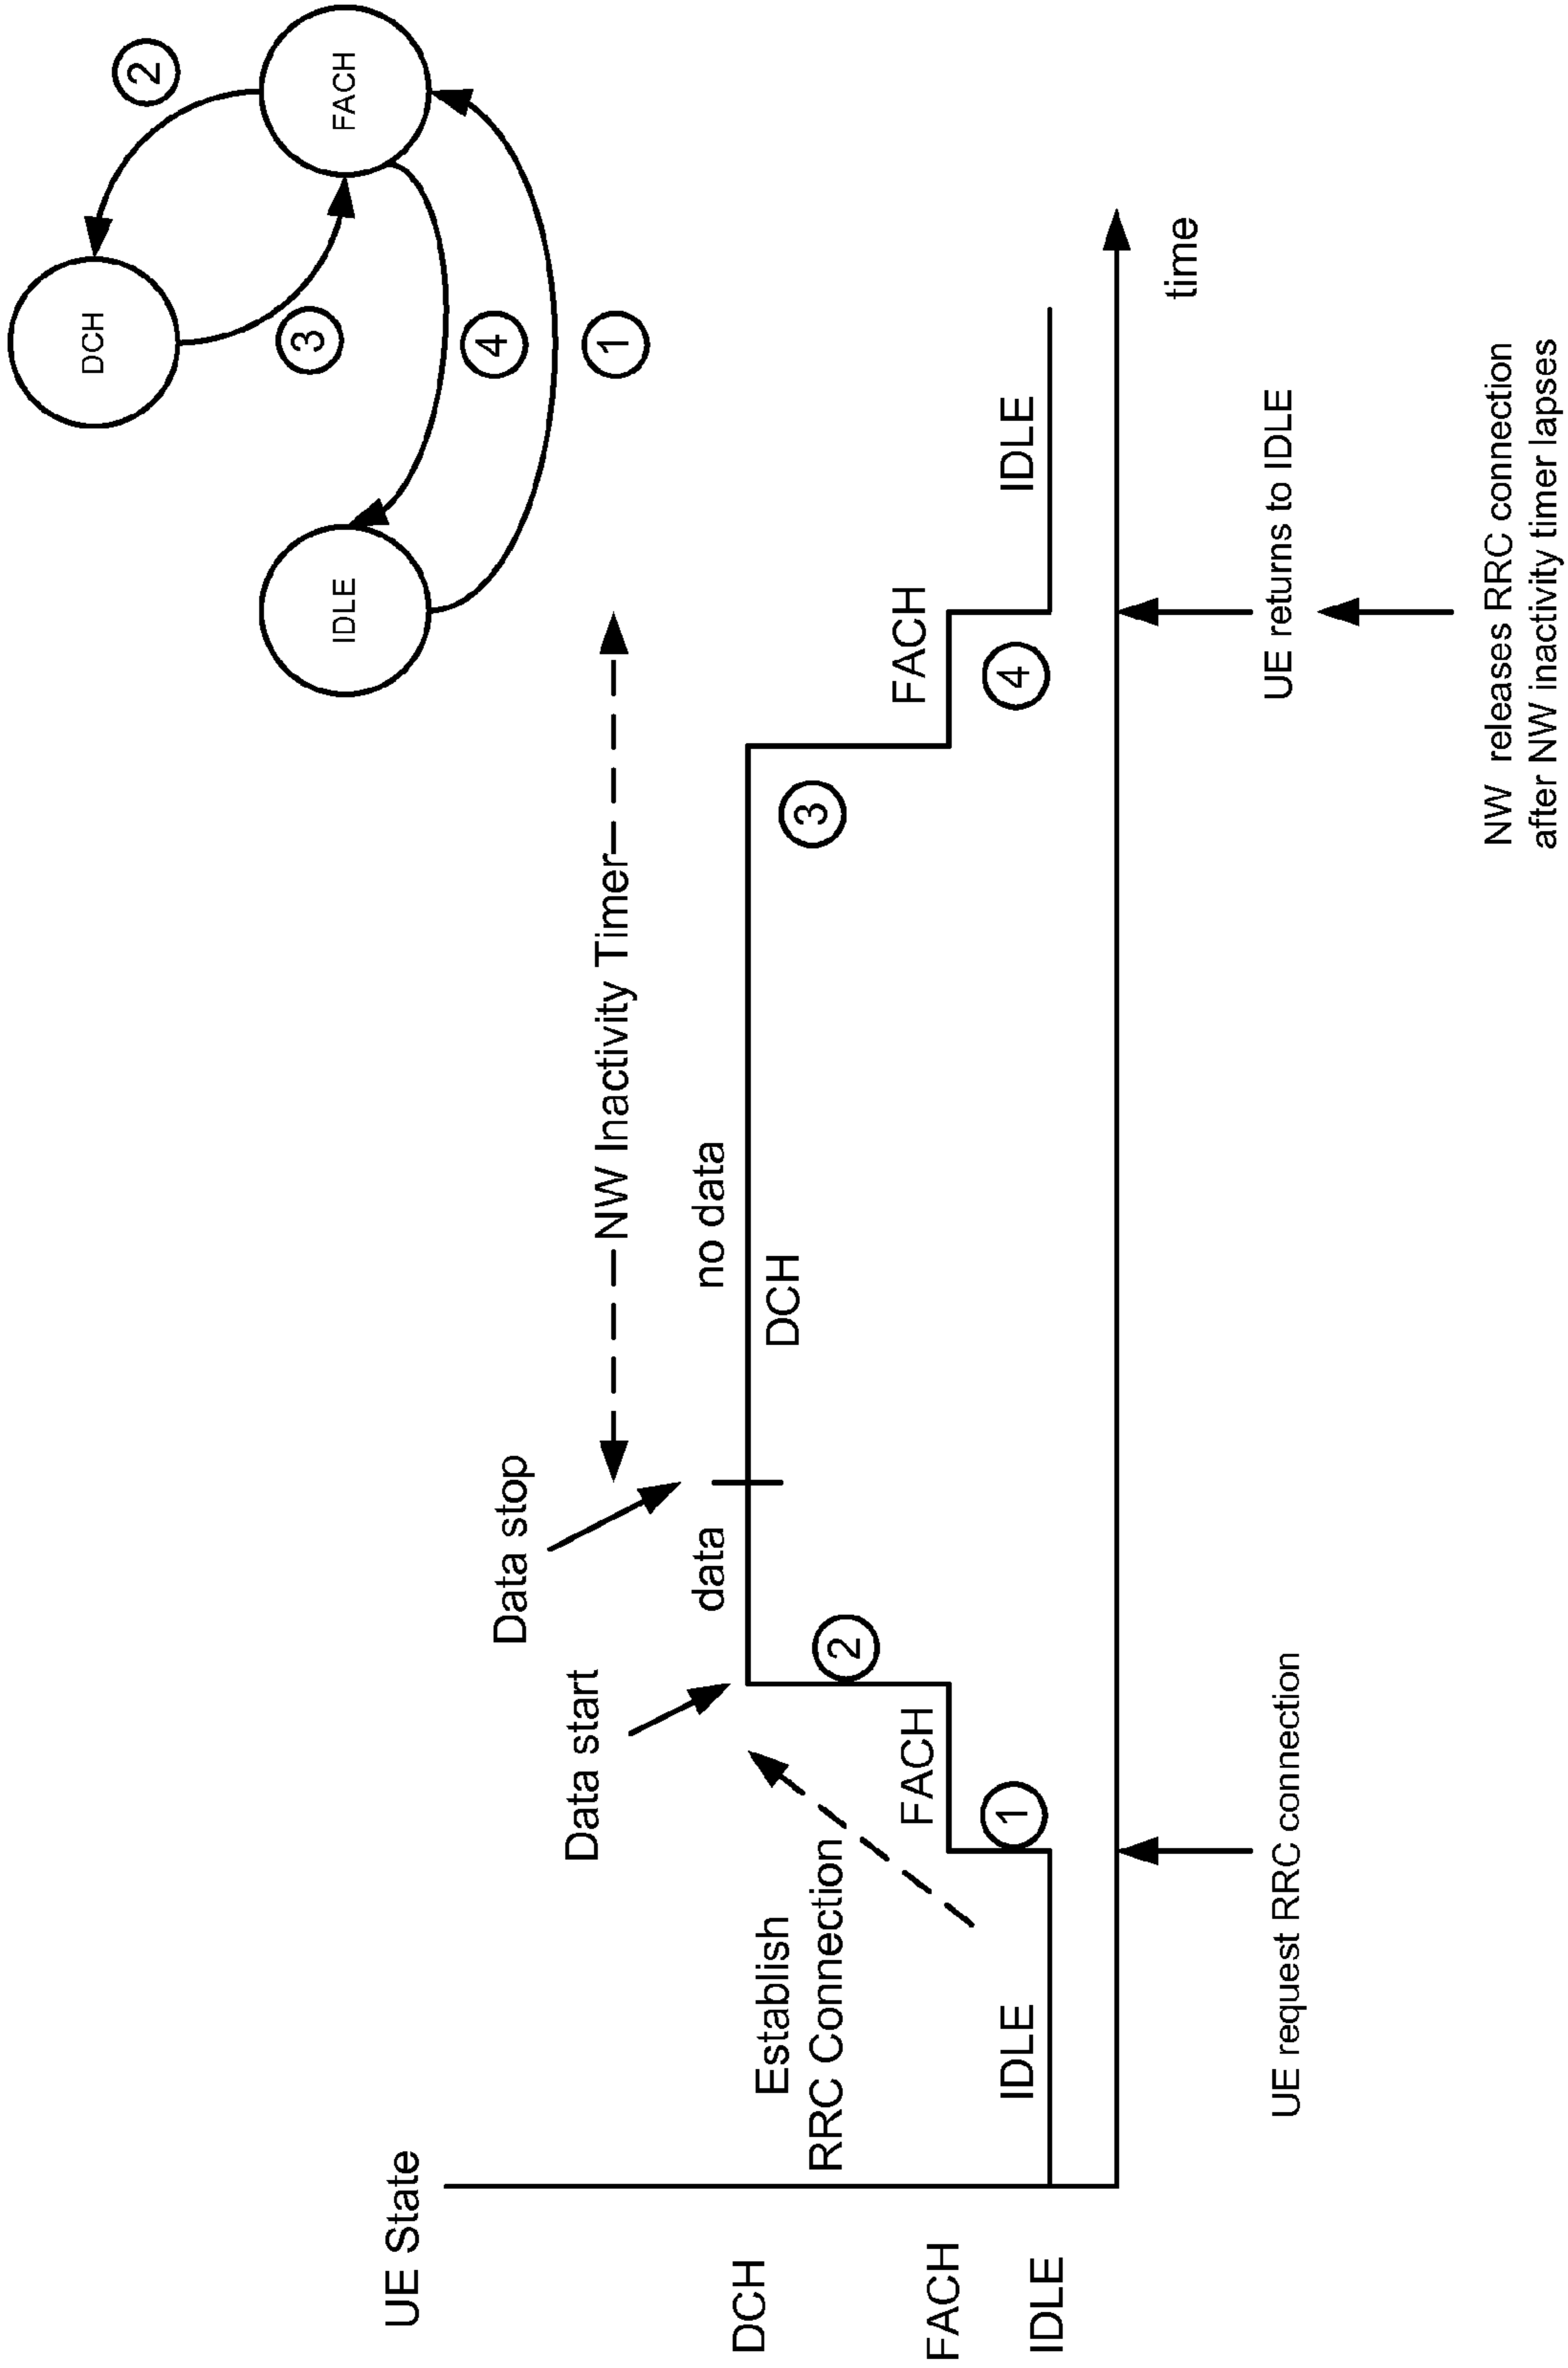 DCH
2
FACH
3
4
1
IDLE
NW Inactivity Timer
Data stop
Data start
data
no data
UE State
DCH
Establish
RRC Connection
DCH
2
3
FACH
FACH
FACH
1
4
IDLE
IDLE
IDLE
time
UE request RRC connection
UE returns to IDLE
NW releases RRC connection
after NW inactivity timer lapses